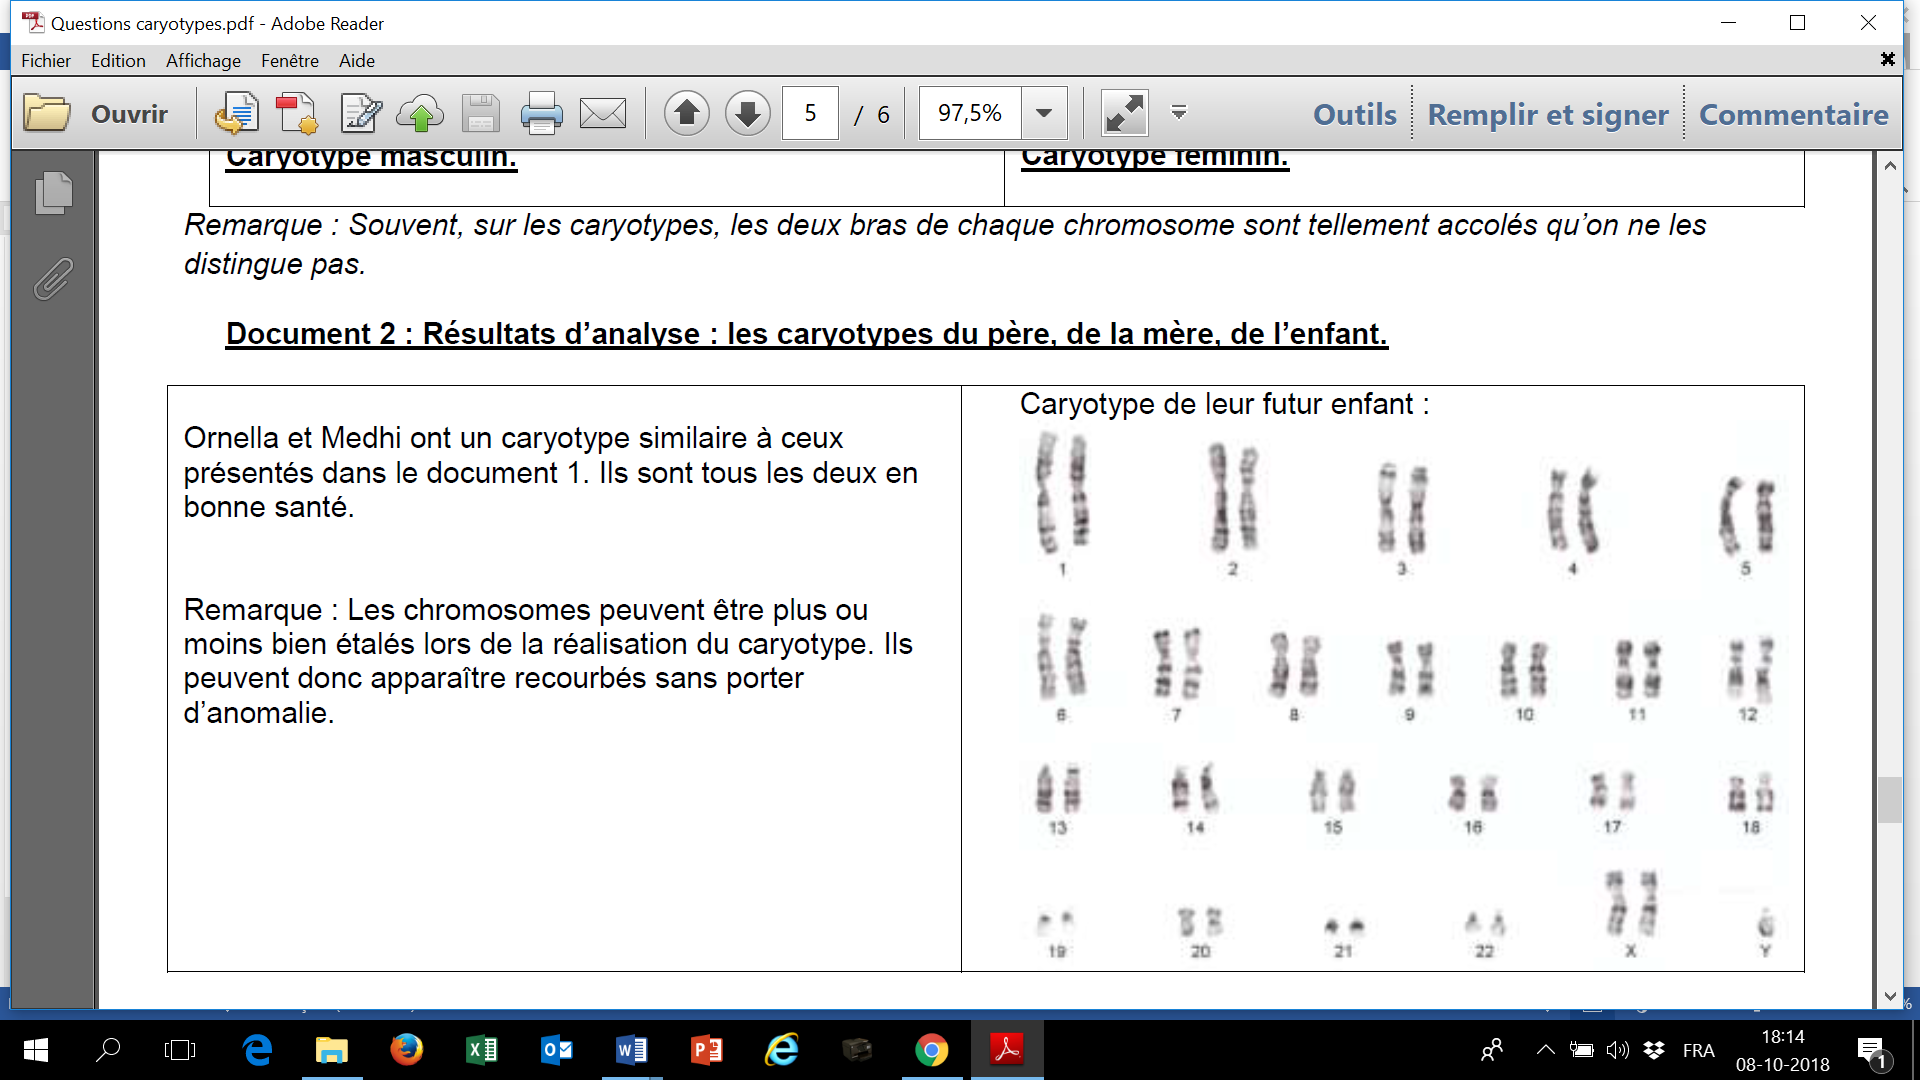 Questions caryotypes.pdf - Adobe Reader
Fichier Edition Affichage Fenêtre Aide
Ouvrir 5 / 6 97,5% Outils Remplir et signer Commentaire
Caryotype masculin. Caryotype féminin.
Remarque : Souvent, sur les caryotypes, les deux bras de chaque chromosome sont tellement accolés qu’on ne les
distingue pas.
Document 2 : Résultats d’analyse : les caryotypes du père, de la mère, de l’enfant.
Ornella et Medhi ont un caryotype similaire à ceux
présentés dans le document 1. Ils sont tous les deux en
bonne santé.
Remarque : Les chromosomes peuvent être plus ou
moins bien étalés lors de la réalisation du caryotype. Ils
peuvent donc apparaître recourbés sans porter
d’anomalie.
Caryotype de leur futur enfant :
1 2 3 4 5
6 7 8 9 10 11 12
13 14 15 16 17 18
19 20 21 22 X Y
%
FRA
18:14
08-10-2018
1